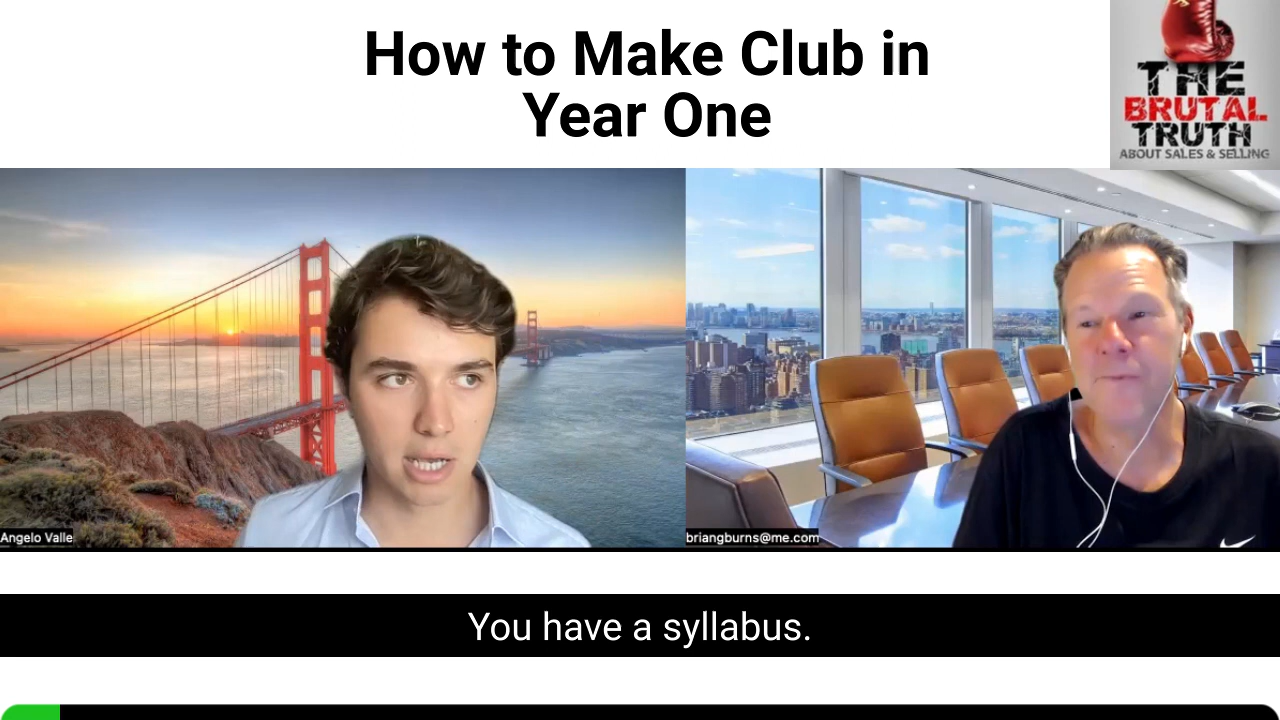 How to Make Club in
Year One
THE
BRUTAL
TRUTH
ABOUT SALES & SELLING
Angelo Valle
briangburns@me.com
You have a syllabus.